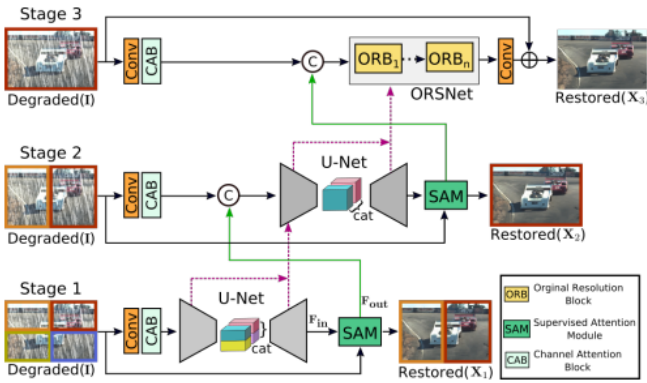 Stage 3
Conv
CAB
Degraded(I)
C
ORB1
ORBn
ORSNet
Conv
Restored(X3)
Stage 2
Conv
CAB
Degraded(I)
C
U-Net
cat
SAM
Restored(X2)
Stage 1
Conv
CAB
Degraded(I)
U-Net
cat
Fin
Fout
SAM
Restored(X1)
ORB
Orginal Resolution
Block
SAM
Supervised Attention
Module
CAB
Channel Attention
Block